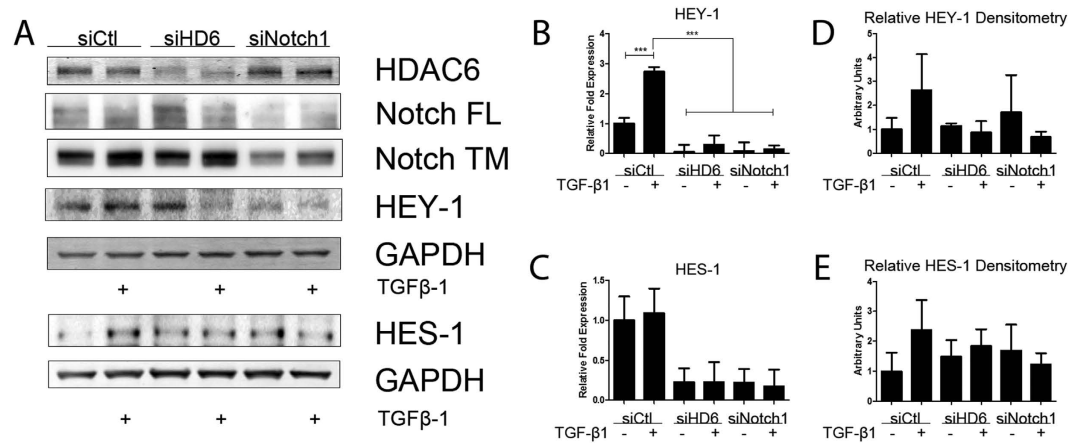 A
siCtl siHD6 siNotch1
HDAC6
Notch FL
Notch TM
HEY-1
GAPDH
+ + + TGFβ-1
HES-1
GAPDH
+ + + TGFβ-1
B
HEY-1
***
***
Relative Fold Expression
4
3
2
1
0
siCtl siHD6 siNotch1
TGF-β1 - + - + - +
C
HES-1
Relative Fold Expression
1.5
1.0
0.5
0.0
siCtl siHD6 siNotch1
TGF-β1 - + - + - +
D
Relative HEY-1 Densitometry
Arbitrary Units
5
4
3
2
1
0
siCtl siHD6 siNotch1
TGF-β1 - + - + - +
E
Relative HES-1 Densitometry
Arbitrary Units
4
3
2
1
0
siCtl siHD6 siNotch1
TGF-β1 - + - + - +